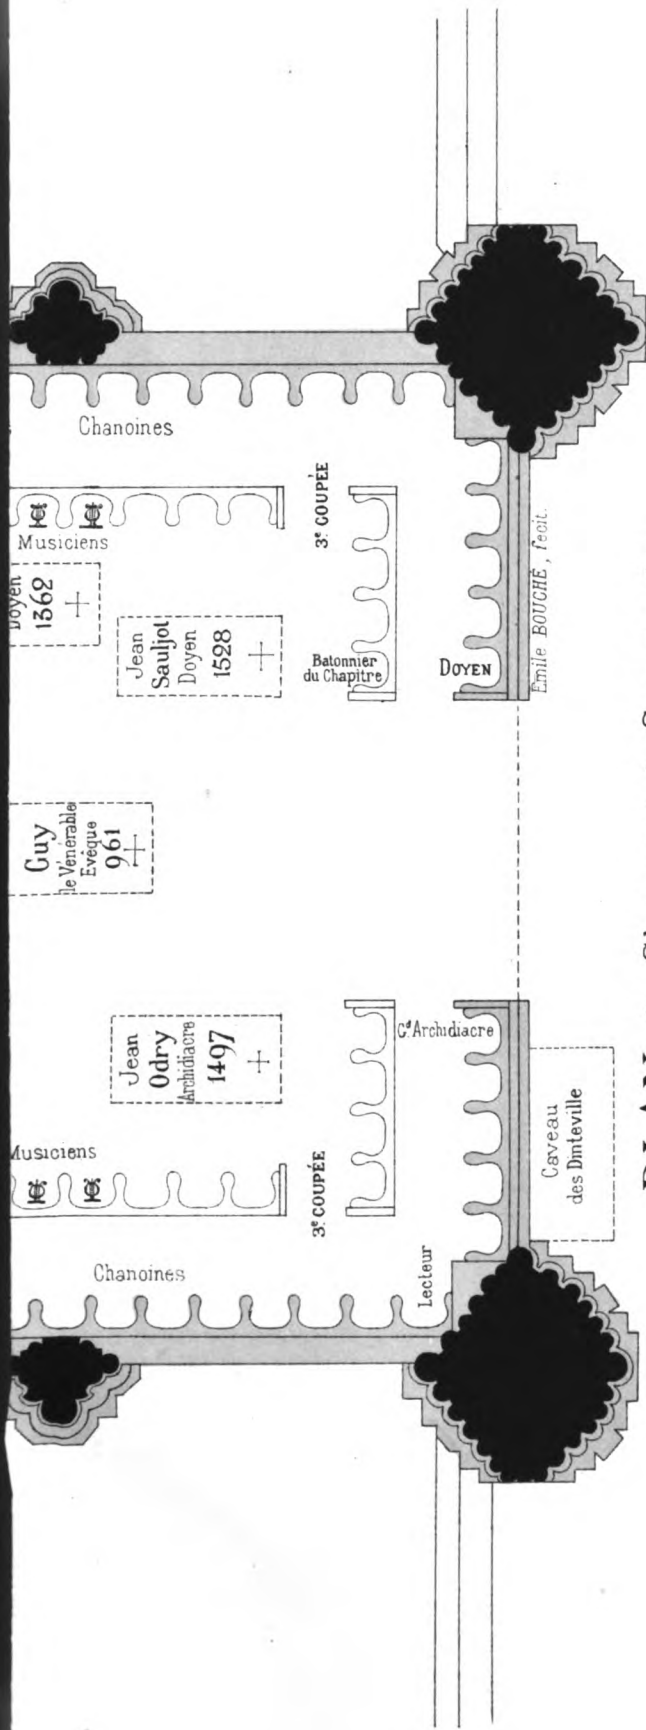 Chanoines
3ᵉ COUPÉE
Musiciens
Doyen
1362
Jean
Sauljot
Doyen
1528
Batonnier
du Chapitre
DOYEN
Emile BOUCHÉ, fecit.
Guy
le Vénérable
Evêque
961
Jean
Odry
Archidiacre
1497
Gᵈ Archidiacre
Musiciens
3ᵉ COUPÉE
Caveau
des Dinteville
Chanoines
Lecteur